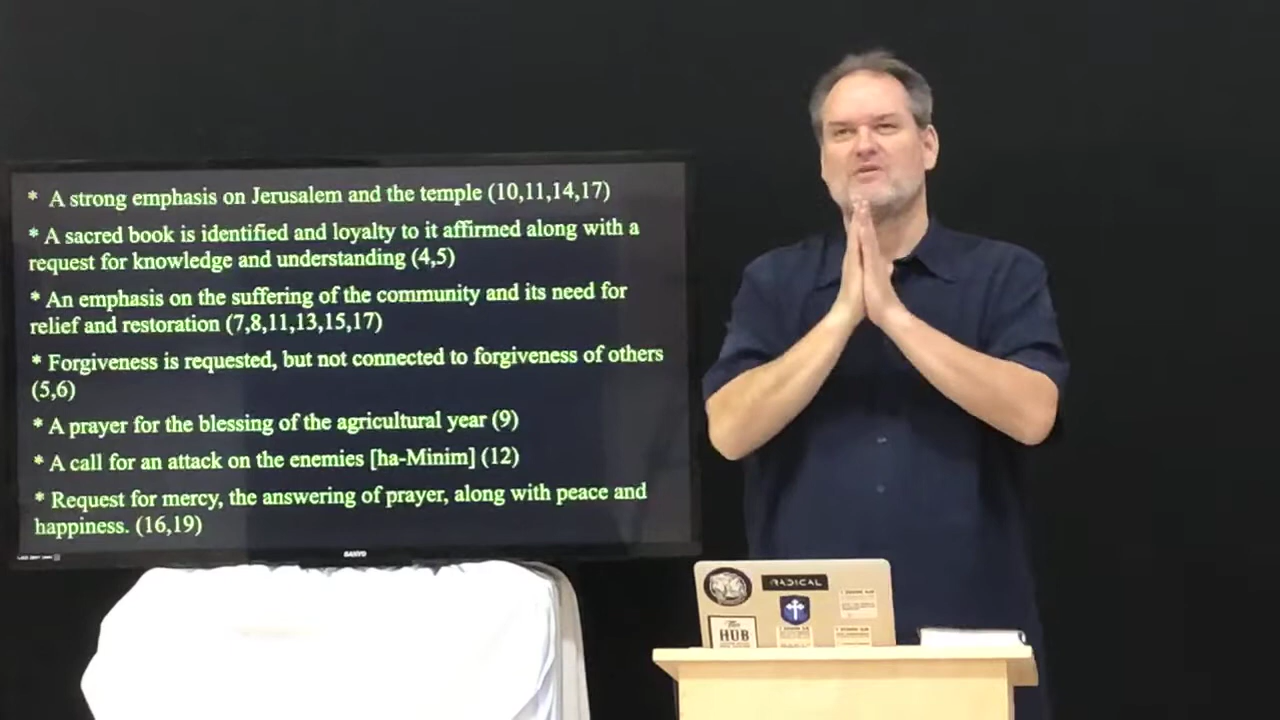 * A strong emphasis on Jerusalem and the temple (10,11,14,17)
* A sacred book is identified and loyalty to it affirmed along with a
request for knowledge and understanding (4,5)
* An emphasis on the suffering of the community and its need for
relief and restoration (7,8,11,13,15,17)
* Forgiveness is requested, but not connected to forgiveness of others
(5,6)
* A prayer for the blessing of the agricultural year (9)
* A call for an attack on the enemies [ha-Minim] (12)
* Request for mercy, the answering of prayer, along with peace and
happiness. (16,19)
SANYO
RADICAL
The
HUB